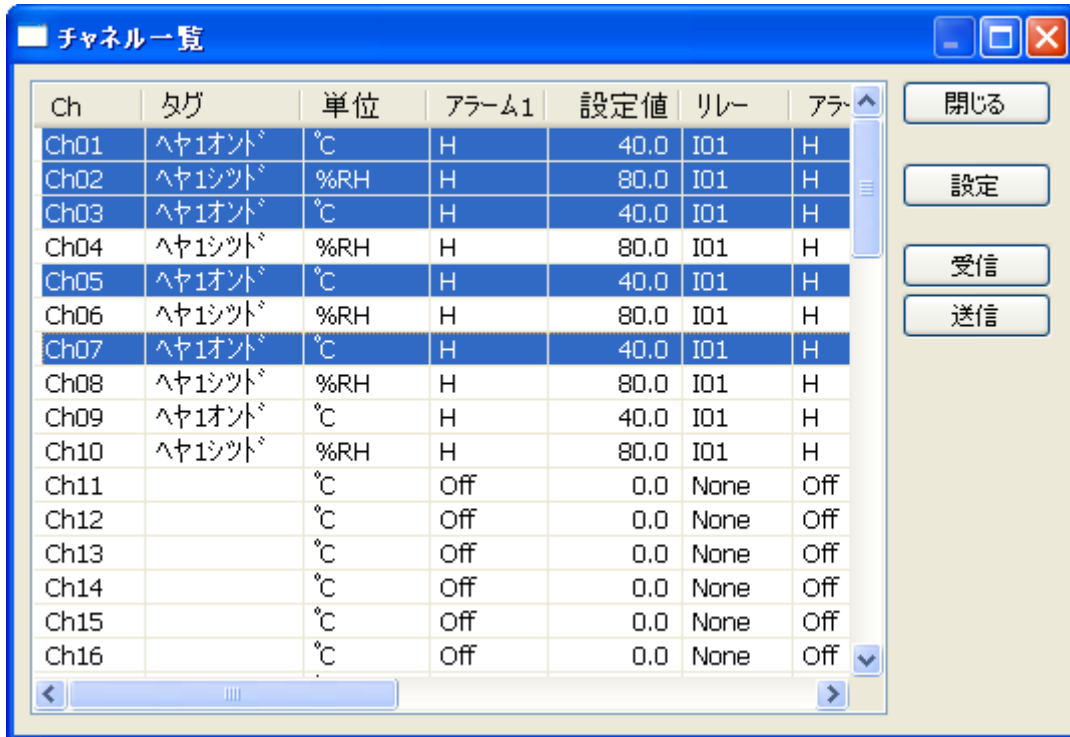 チャネル一覧
Ch タグ 単位 アラーム1 設定値 リレー アラー
Ch01 ヘヤ1オンド ℃ H 40.0 I01 H
Ch02 ヘヤ1シツド %RH H 80.0 I01 H
Ch03 ヘヤ1オンド ℃ H 40.0 I01 H
Ch04 ヘヤ1シツド %RH H 80.0 I01 H
Ch05 ヘヤ1オンド ℃ H 40.0 I01 H
Ch06 ヘヤ1シツド %RH H 80.0 I01 H
Ch07 ヘヤ1オンド ℃ H 40.0 I01 H
Ch08 ヘヤ1シツド %RH H 80.0 I01 H
Ch09 ヘヤ1オンド ℃ H 40.0 I01 H
Ch10 ヘヤ1シツド %RH H 80.0 I01 H
Ch11 ℃ Off 0.0 None Off
Ch12 ℃ Off 0.0 None Off
Ch13 ℃ Off 0.0 None Off
Ch14 ℃ Off 0.0 None Off
Ch15 ℃ Off 0.0 None Off
Ch16 ℃ Off 0.0 None Off
閉じる
設定
受信
送信